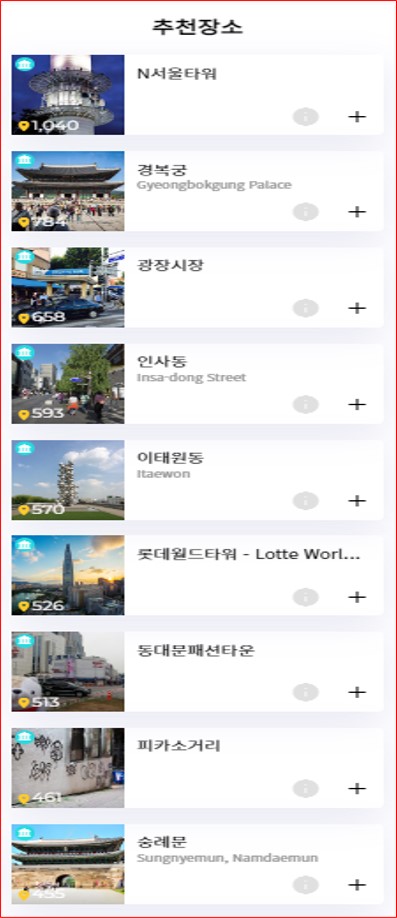 추천장소
N서울타워
1,040
경복궁
Gyeongbokgung Palace
784
광장시장
658
인사동
Insa-dong Street
593
이태원동
Itaewon
570
롯데월드타워 - Lotte Worl...
526
동대문패션타운
513
피카소거리
461
숭례문
Sungnyemun, Namdaemun
455